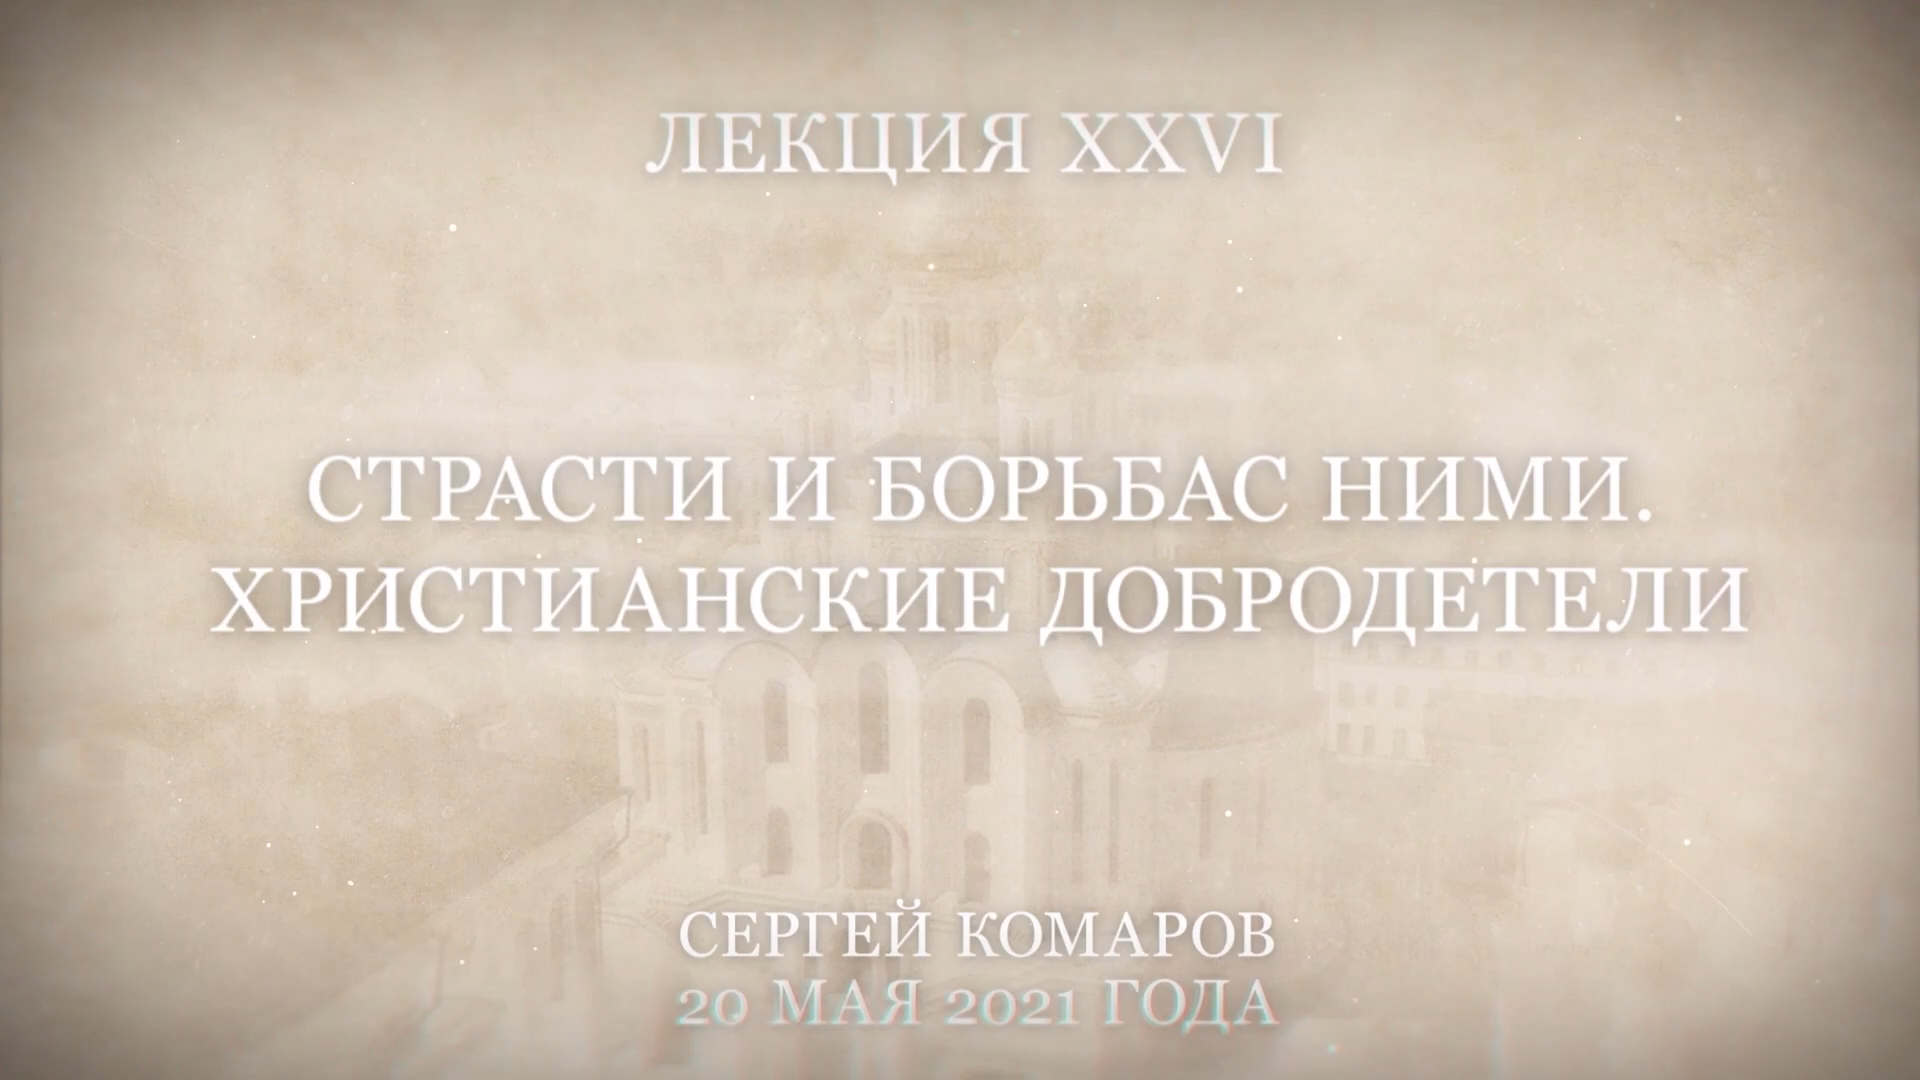 ЛЕКЦИЯ XXVI
СТРАСТИ И БОРЬБАС НИМИ.
ХРИСТИАНСКИЕ ДОБРОДЕТЕЛИ
СЕРГЕЙ КОМАРОВ
20 МАЯ 2021 ГОДА